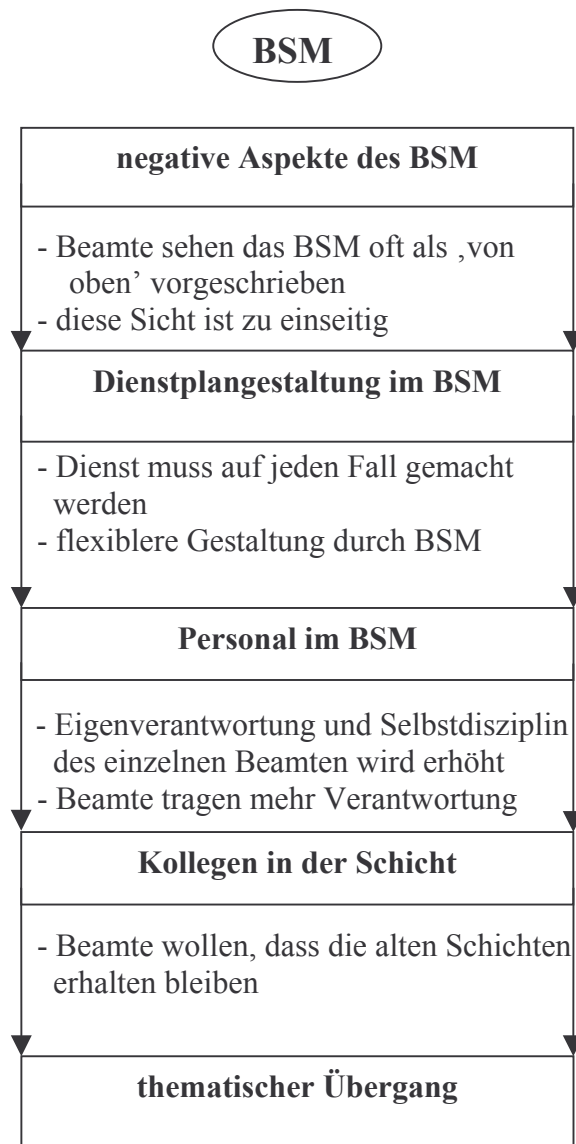 BSM
negative Aspekte des BSM
- Beamte sehen das BSM oft als ‚von
oben’ vorgeschrieben
- diese Sicht ist zu einseitig
Dienstplangestaltung im BSM
- Dienst muss auf jeden Fall gemacht
werden
- flexiblere Gestaltung durch BSM
Personal im BSM
- Eigenverantwortung und Selbstdisziplin
des einzelnen Beamten wird erhöht
- Beamte tragen mehr Verantwortung
Kollegen in der Schicht
- Beamte wollen, dass die alten Schichten
erhalten bleiben
thematischer Übergang